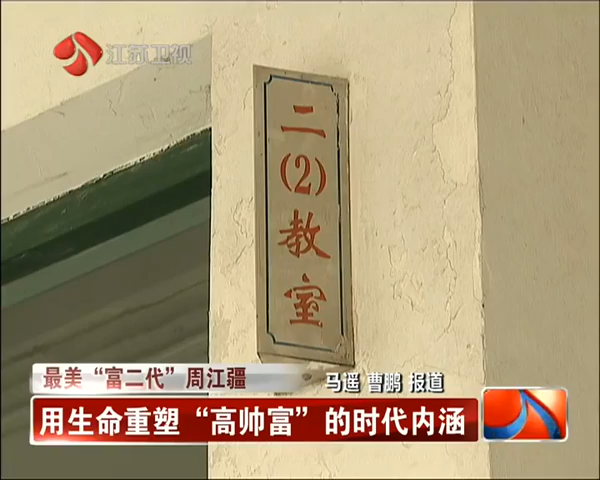 江苏卫视
二
(2)
教
室
最美“富二代”周江疆
马遥 曹鹏 报道
用生命重塑“高帅富”的时代内涵